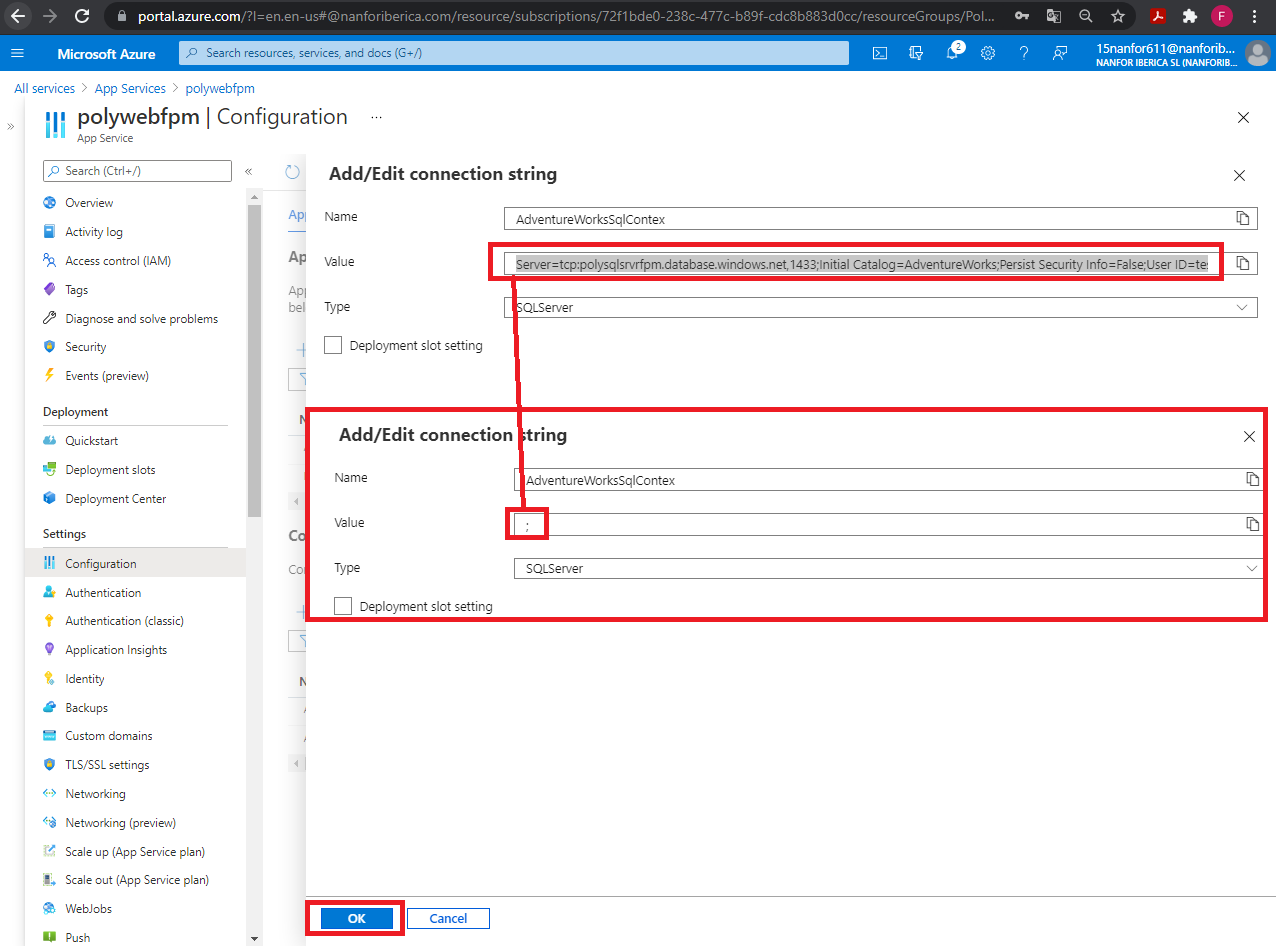 portal.azure.com/?l=en.en-us#@nanforiberica.com/resource/subscriptions/72f1bde0-238c-477c-b89f-cdc8b883d0cc/resourceGroups/Pol...
F
Microsoft Azure
Search resources, services, and docs (G+/)
2
15nanfor611@nanforib...
NANFOR IBERICA SL (NANFORIB...
All services > App Services > polywebfpm
polywebfpm | Configuration ...
App Service
Search (Ctrl+/)
Overview
Activity log
Access control (IAM)
Tags
Diagnose and solve problems
Security
Events (preview)
Deployment
Quickstart
Deployment slots
Deployment Center
Settings
Configuration
Authentication
Authentication (classic)
Application Insights
Identity
Backups
Custom domains
TLS/SSL settings
Networking
Networking (preview)
Scale up (App Service plan)
Scale out (App Service plan)
WebJobs
Push
Add/Edit connection string
Name
AdventureWorksSqlContex
Value
Server=tcp:polysqlsrvrfpm.database.windows.net,1433;Initial Catalog=AdventureWorks;Persist Security Info=False;User ID=te
Type
SQLServer
Deployment slot setting
Add/Edit connection string
Name
AdventureWorksSqlContex
Value
;
Type
SQLServer
Deployment slot setting
OK
Cancel